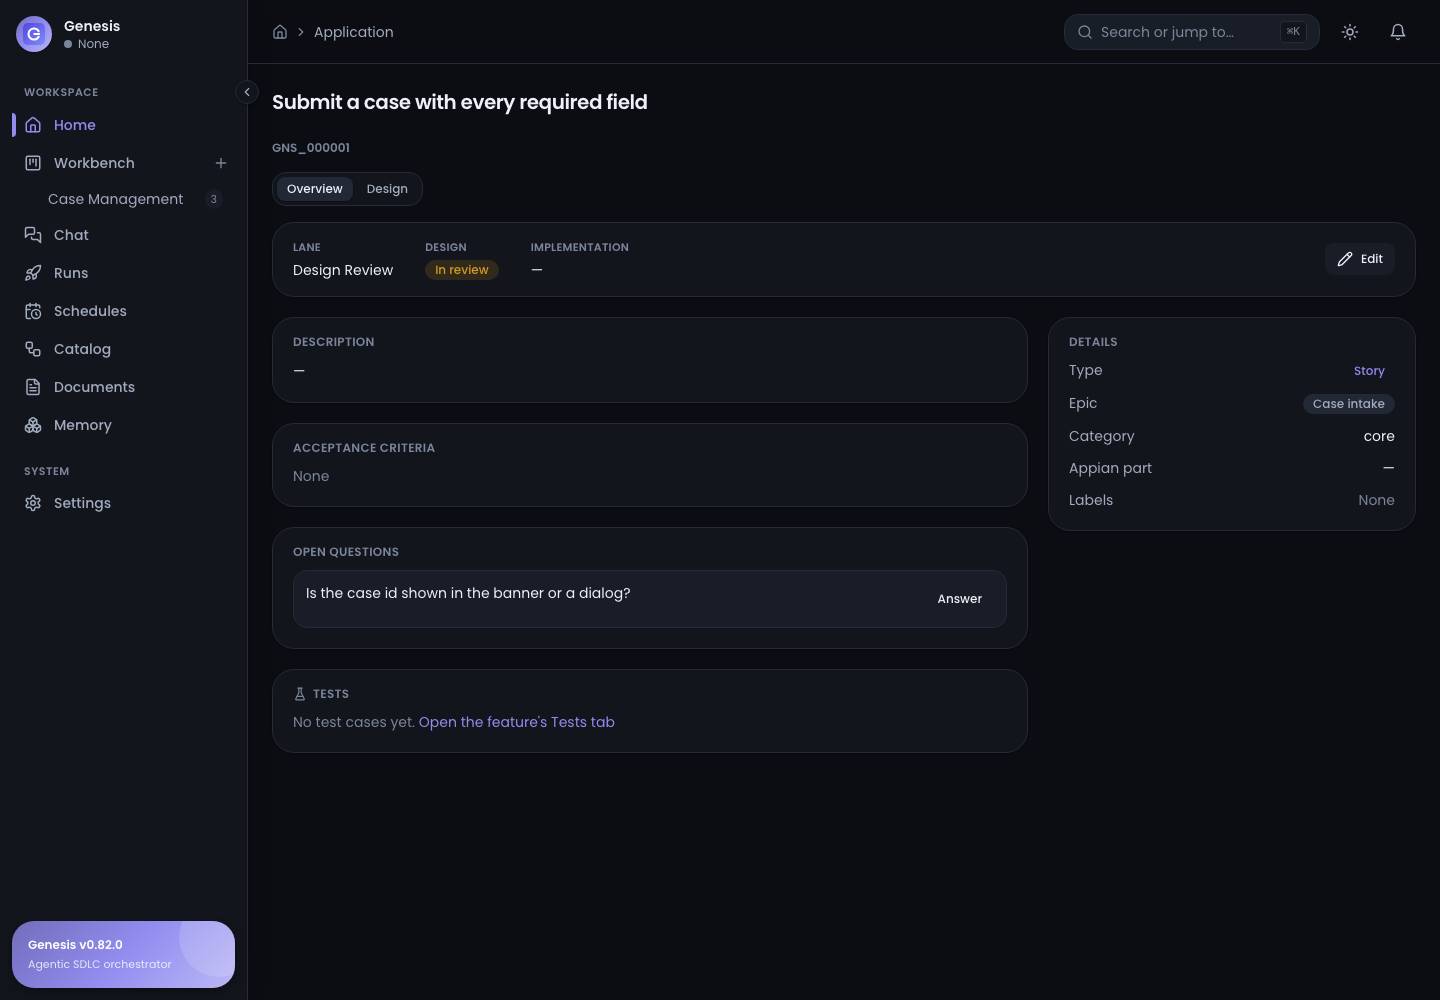 Genesis
None
Application
Search or jump to...
⌘K
WORKSPACE
Home
Workbench
Case Management
3
Chat
Runs
Schedules
Catalog
Documents
Memory
SYSTEM
Settings
Genesis v0.82.0
Agentic SDLC orchestrator
Submit a case with every required field
GNS_000001
Overview
Design
LANE
DESIGN
IMPLEMENTATION
Design Review
In review
—
Edit
DESCRIPTION
—
ACCEPTANCE CRITERIA
None
OPEN QUESTIONS
Is the case id shown in the banner or a dialog?
Answer
TESTS
No test cases yet. Open the feature's Tests tab
DETAILS
Type
Story
Epic
Case intake
Category
core
Appian part
—
Labels
None